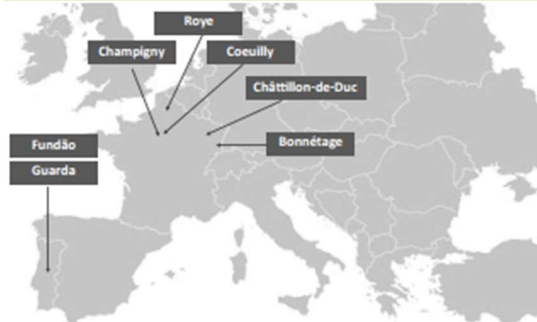 Roye
Champigny
Coeuilly
Châttillon-de-Duc
Bonnétage
Fundão
Guarda